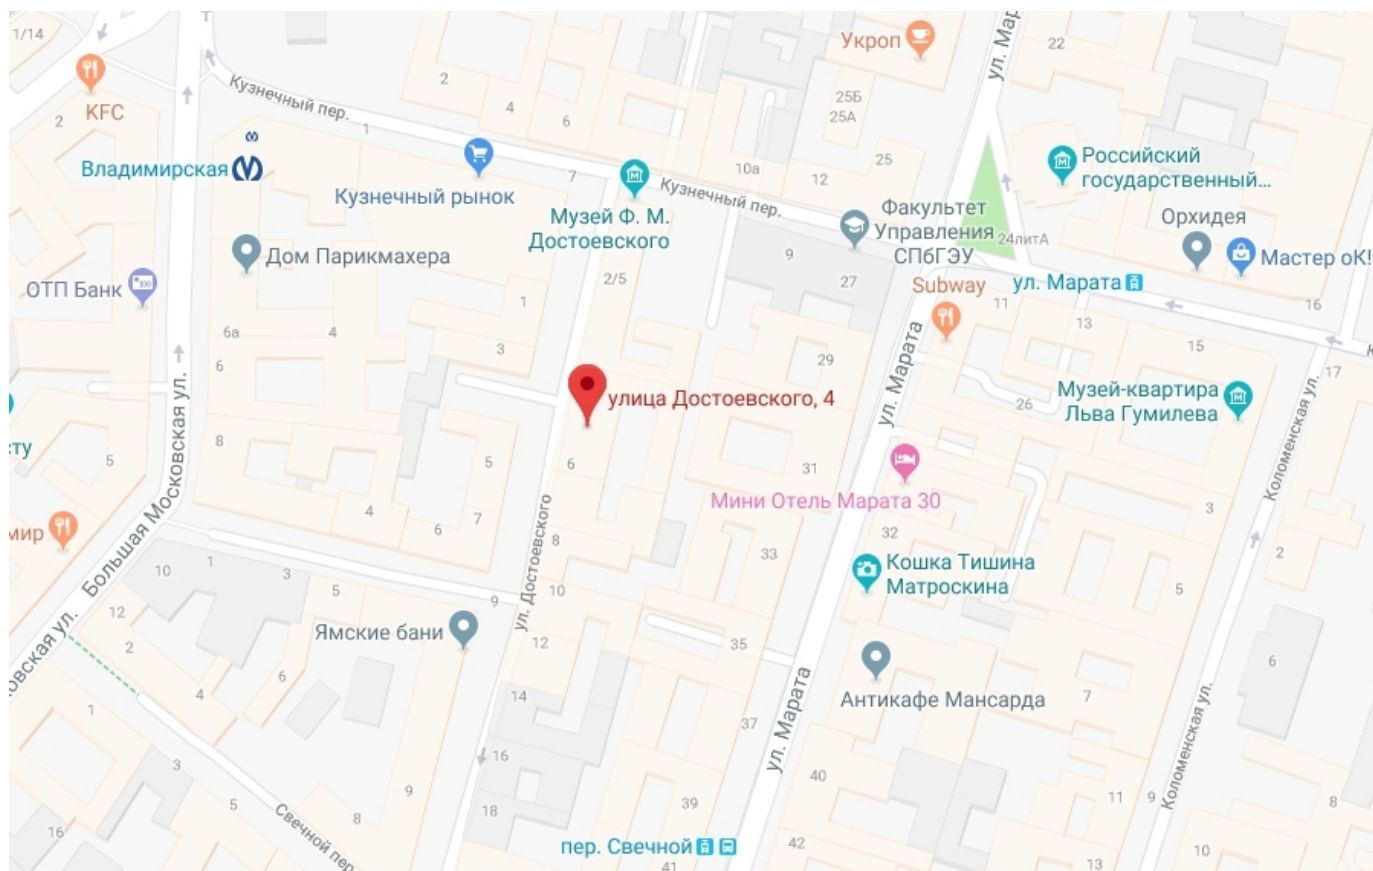 1/14
ул. Мар
Укроп
22
KFC
2
Кузнечный пер.
2
4
6
25Б
25А
1
Владимирская
Кузнечный рынок
7
Кузнечный пер.
10а
12
25
Российский
государственный...
Музей Ф. М.
Достоевского
Факультет
Управления
СПбГЭУ
24литА
Орхидея
Мастер оК!
Дом Парикмахера
ОТП Банк
2/5
9
27
ул. Марата
Subway
11
16
1
6а
4
3
13
15
6
29
17
ул. Марата
улица Достоевского, 4
26
Музей-квартира
Льва Гумилева
Большая Московская ул.
8
5
сту
5
6
31
Коломенская ул.
Мини Отель Марата 30
4
6
7
3
мир
32
ул. Достоевского
8
33
2
10
1
3
5
9
10
Кошка Тишина
Матроскина
5
12
Ямские бани
12
35
2
6
6
овская ул.
4
14
Антикафе Мансарда
7
1
37
ул. Марата
Коломенская ул.
3
16
40
5
9
18
39
11
9
8
16
Свечной пер.
8
пер. Свечной
42
10
41
13